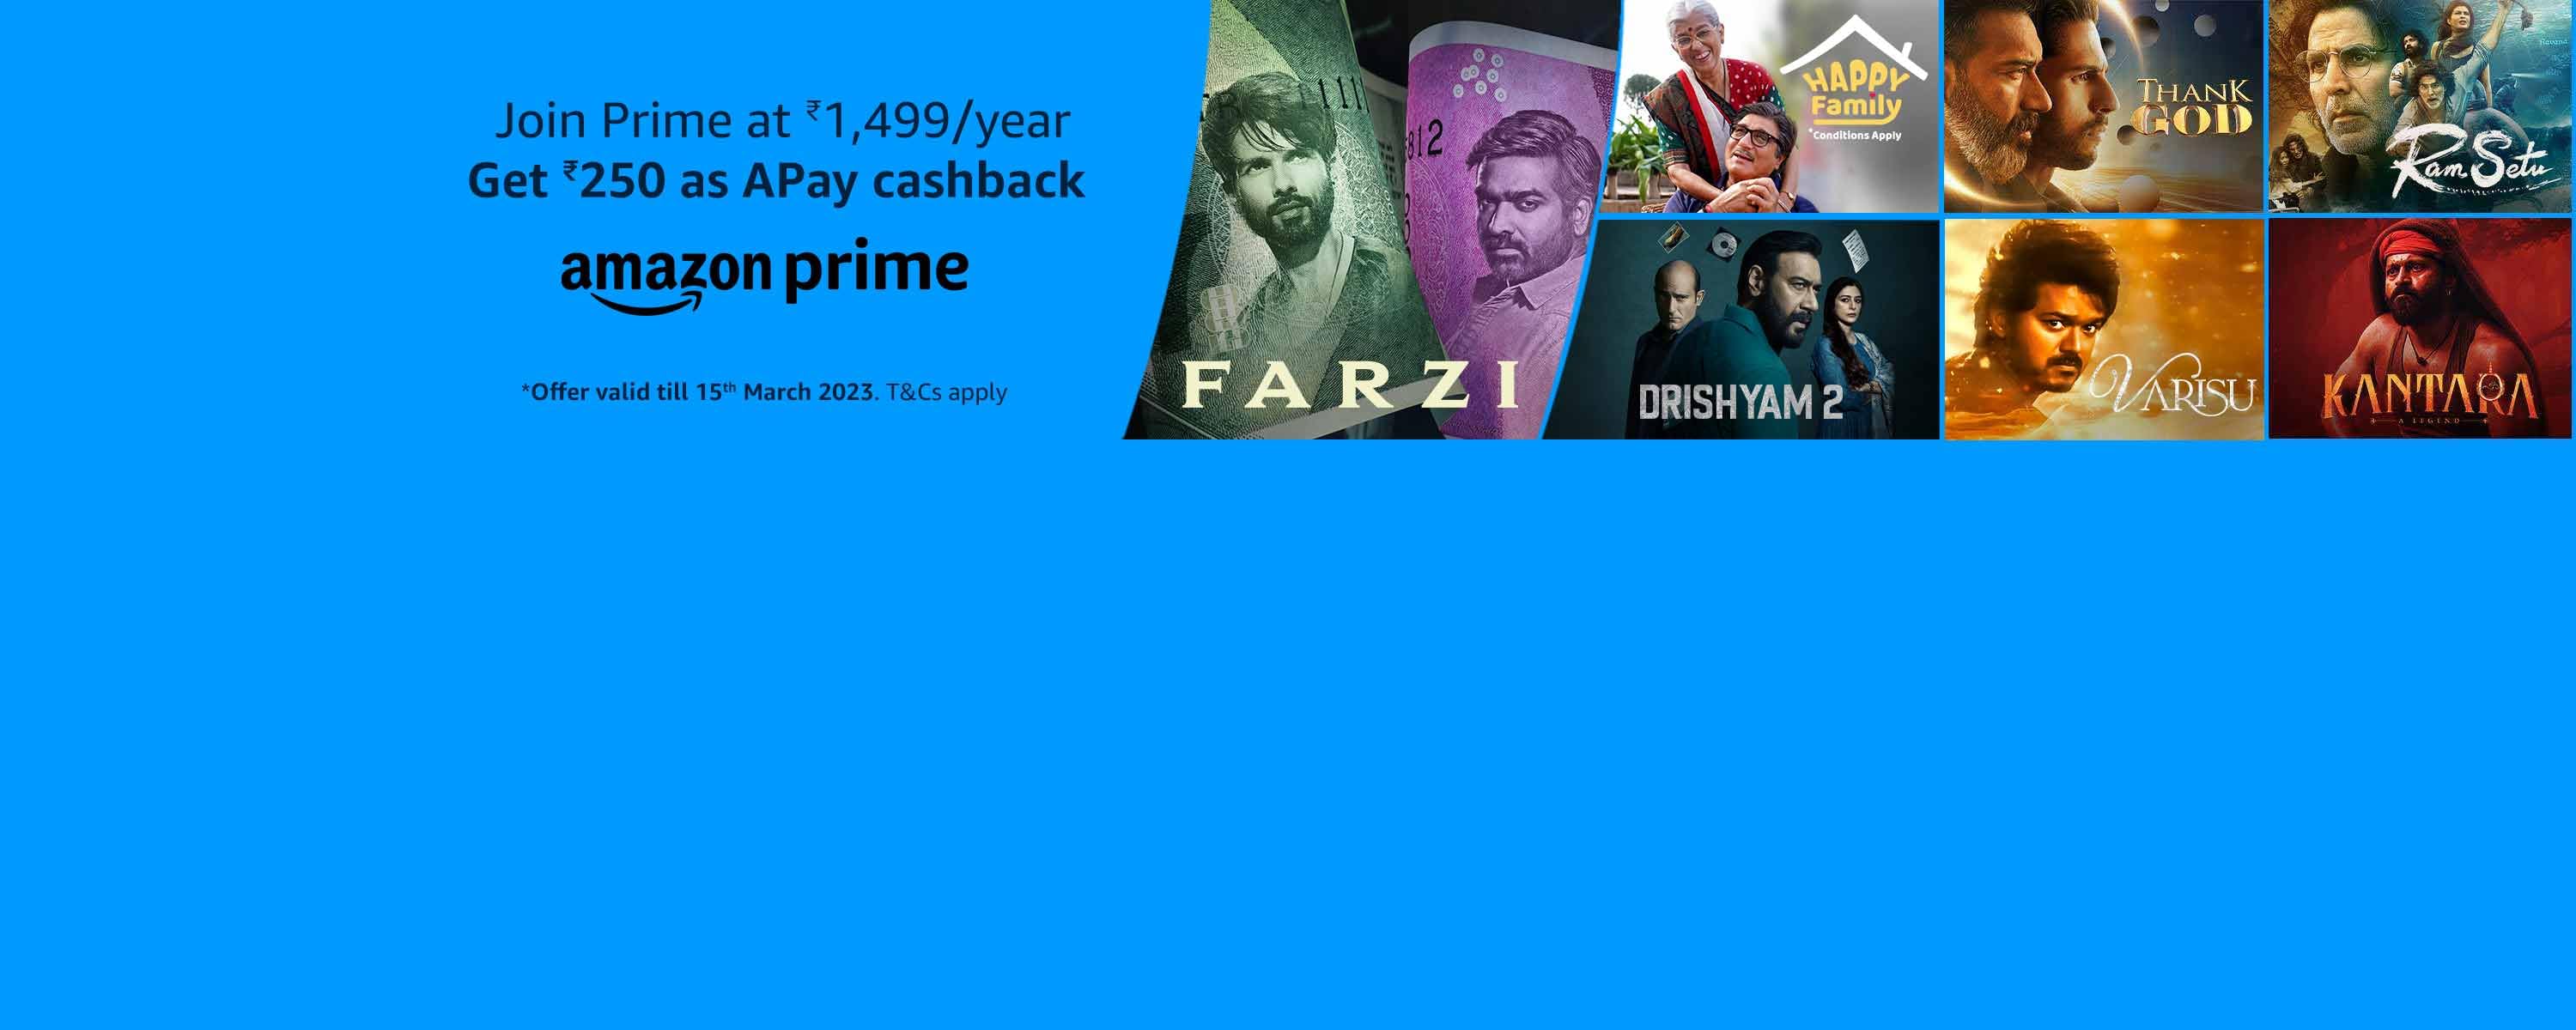 Join Prime at ₹1,499/year
Get ₹250 as APay cashback
amazon prime
*Offer valid till 15th March 2023. T&Cs apply
FARZI
HAPPY
Family
*Conditions Apply
THANK
GOD
Ram Setu
DRISHYAM 2
VARISU
KANTARA
A LEGEND